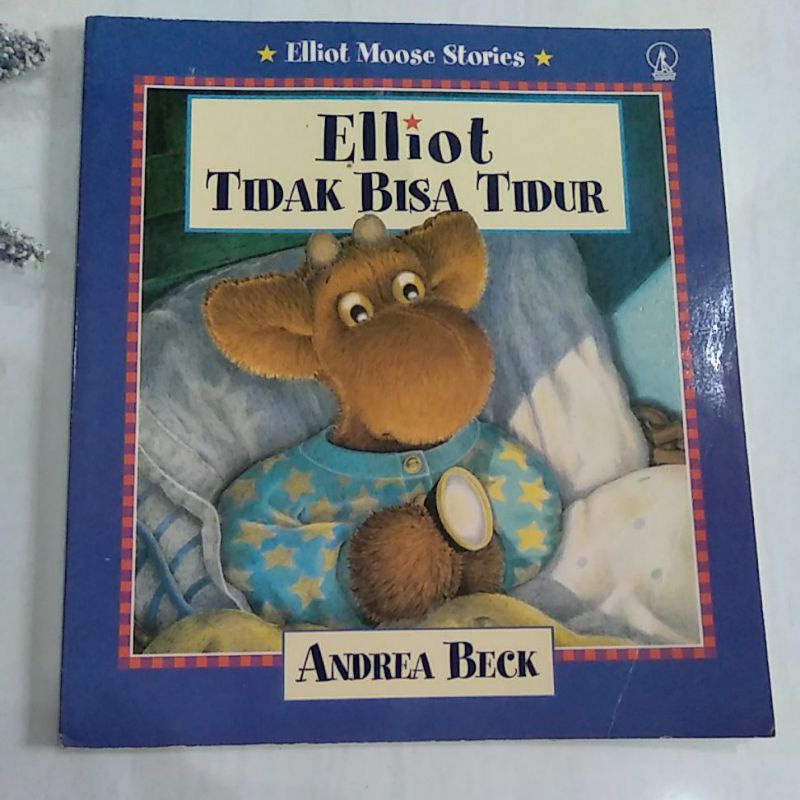 Elliot Moose Stories
Elliot
TIDAK BISA TIDUR
ANDREA BECK